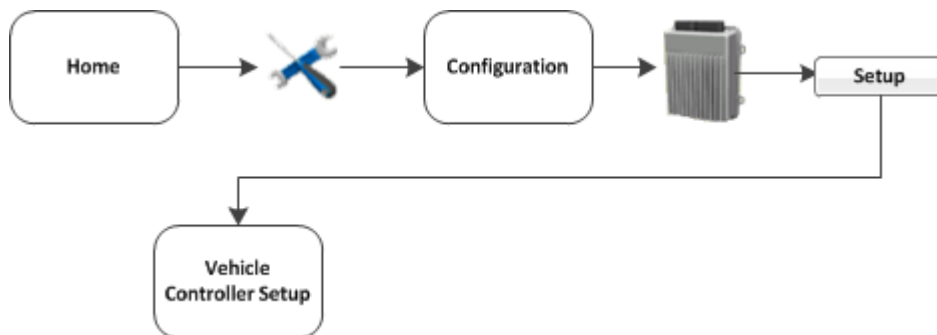 Home
Configuration
Setup
Vehicle
Controller Setup